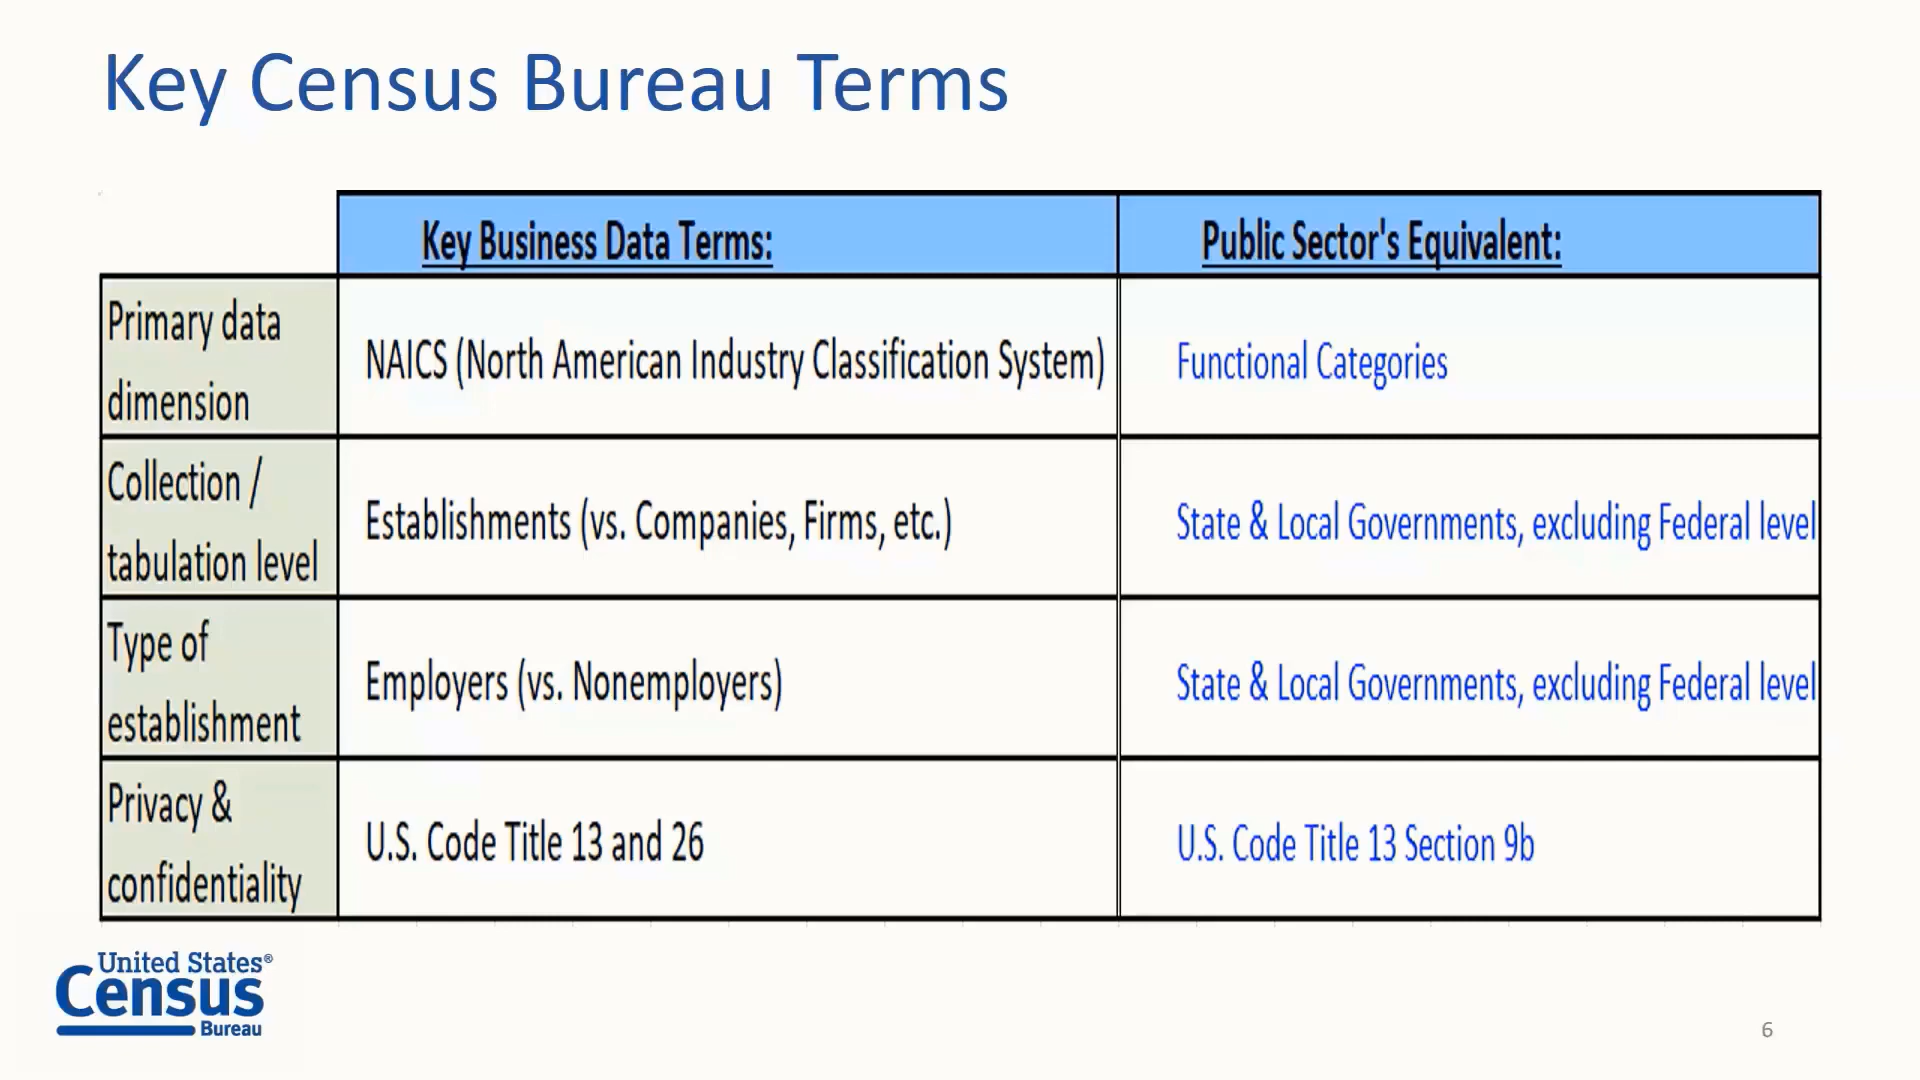 Key Census Bureau Terms
Key Business Data Terms:
Public Sector's Equivalent:
Primary data
dimension
NAICS (North American Industry Classification System)
Functional Categories
Collection /
tabulation level
Establishments (vs. Companies, Firms, etc.)
State & Local Governments, excluding Federal level
Type of
establishment
Employers (vs. Nonemployers)
State & Local Governments, excluding Federal level
Privacy &
confidentiality
U.S. Code Title 13 and 26
U.S. Code Title 13 Section 9b
United States®
Census
Bureau
6